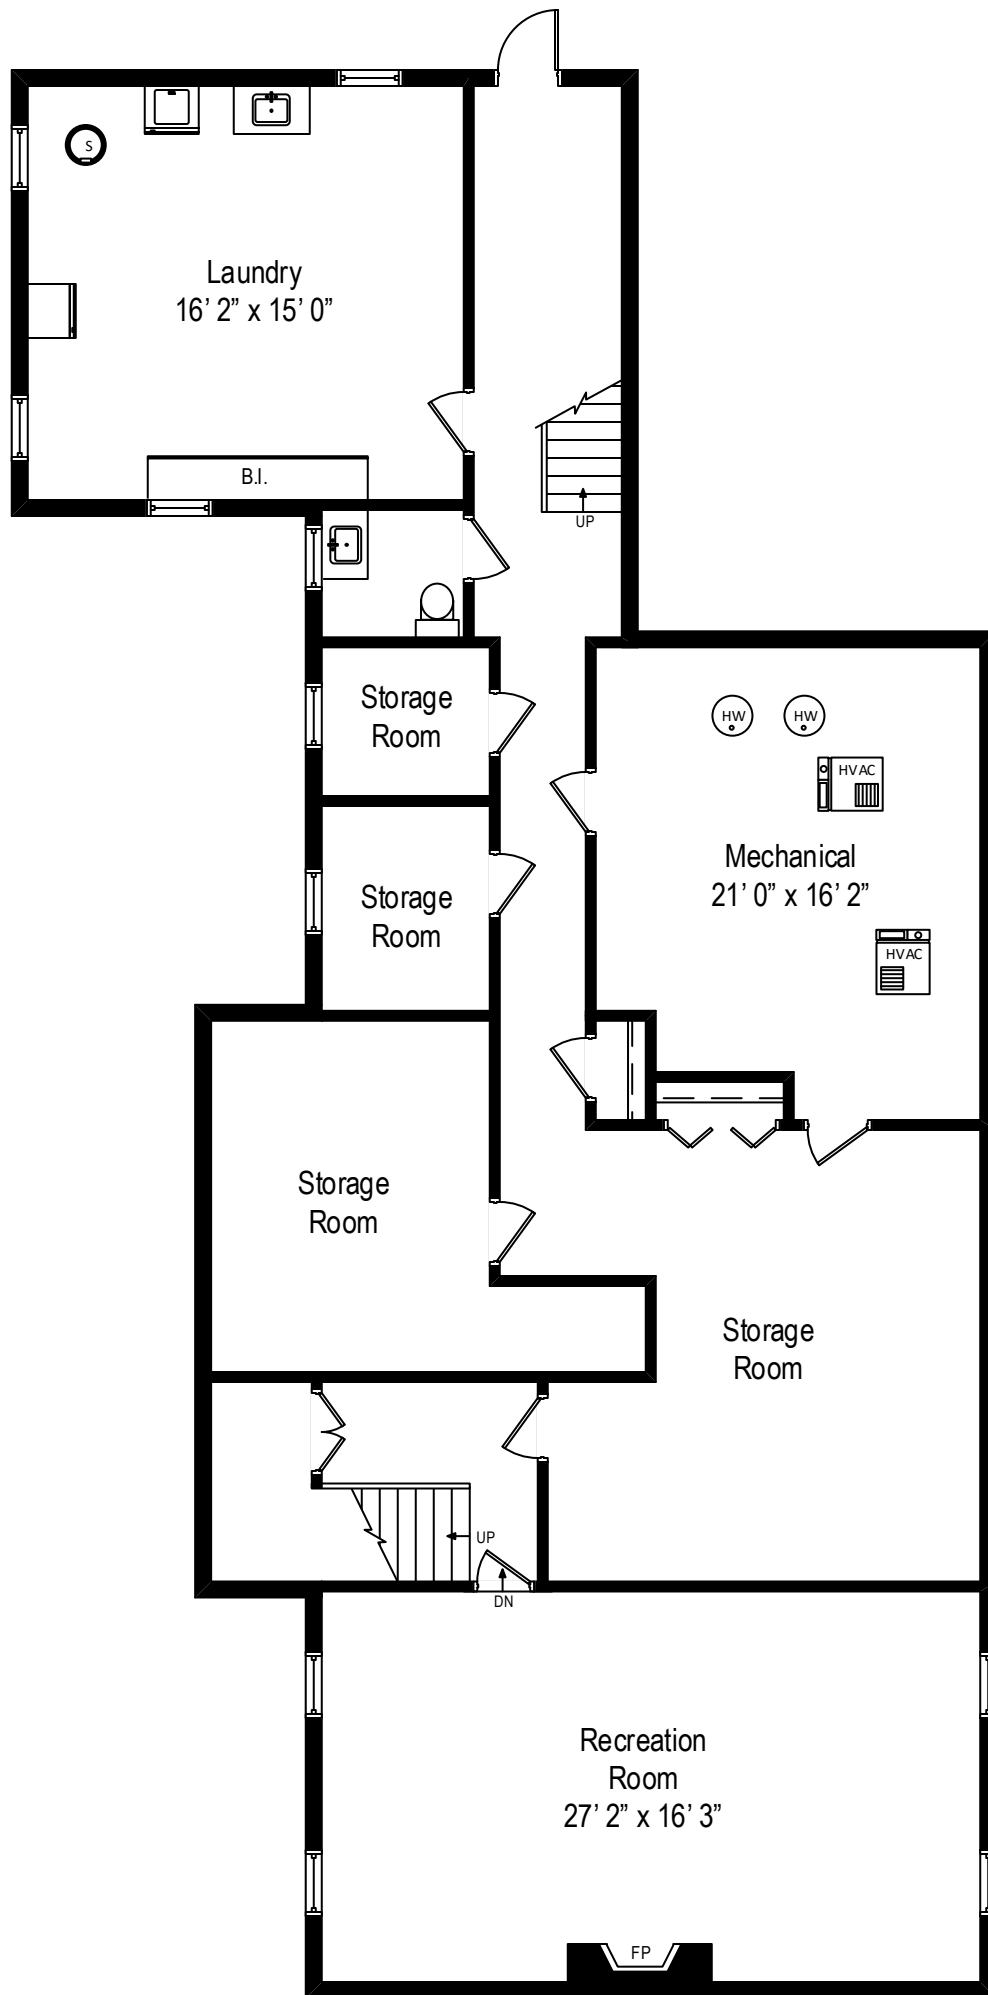 S
Laundry
16’ 2” x 15’ 0”
B.I.
UP
Storage
Room
HW
HW
HVAC
Mechanical
21’ 0” x 16’ 2”
Storage
Room
HVAC
Storage
Room
Storage
Room
UP
DN
Recreation
Room
27’ 2” x 16’ 3”
FP